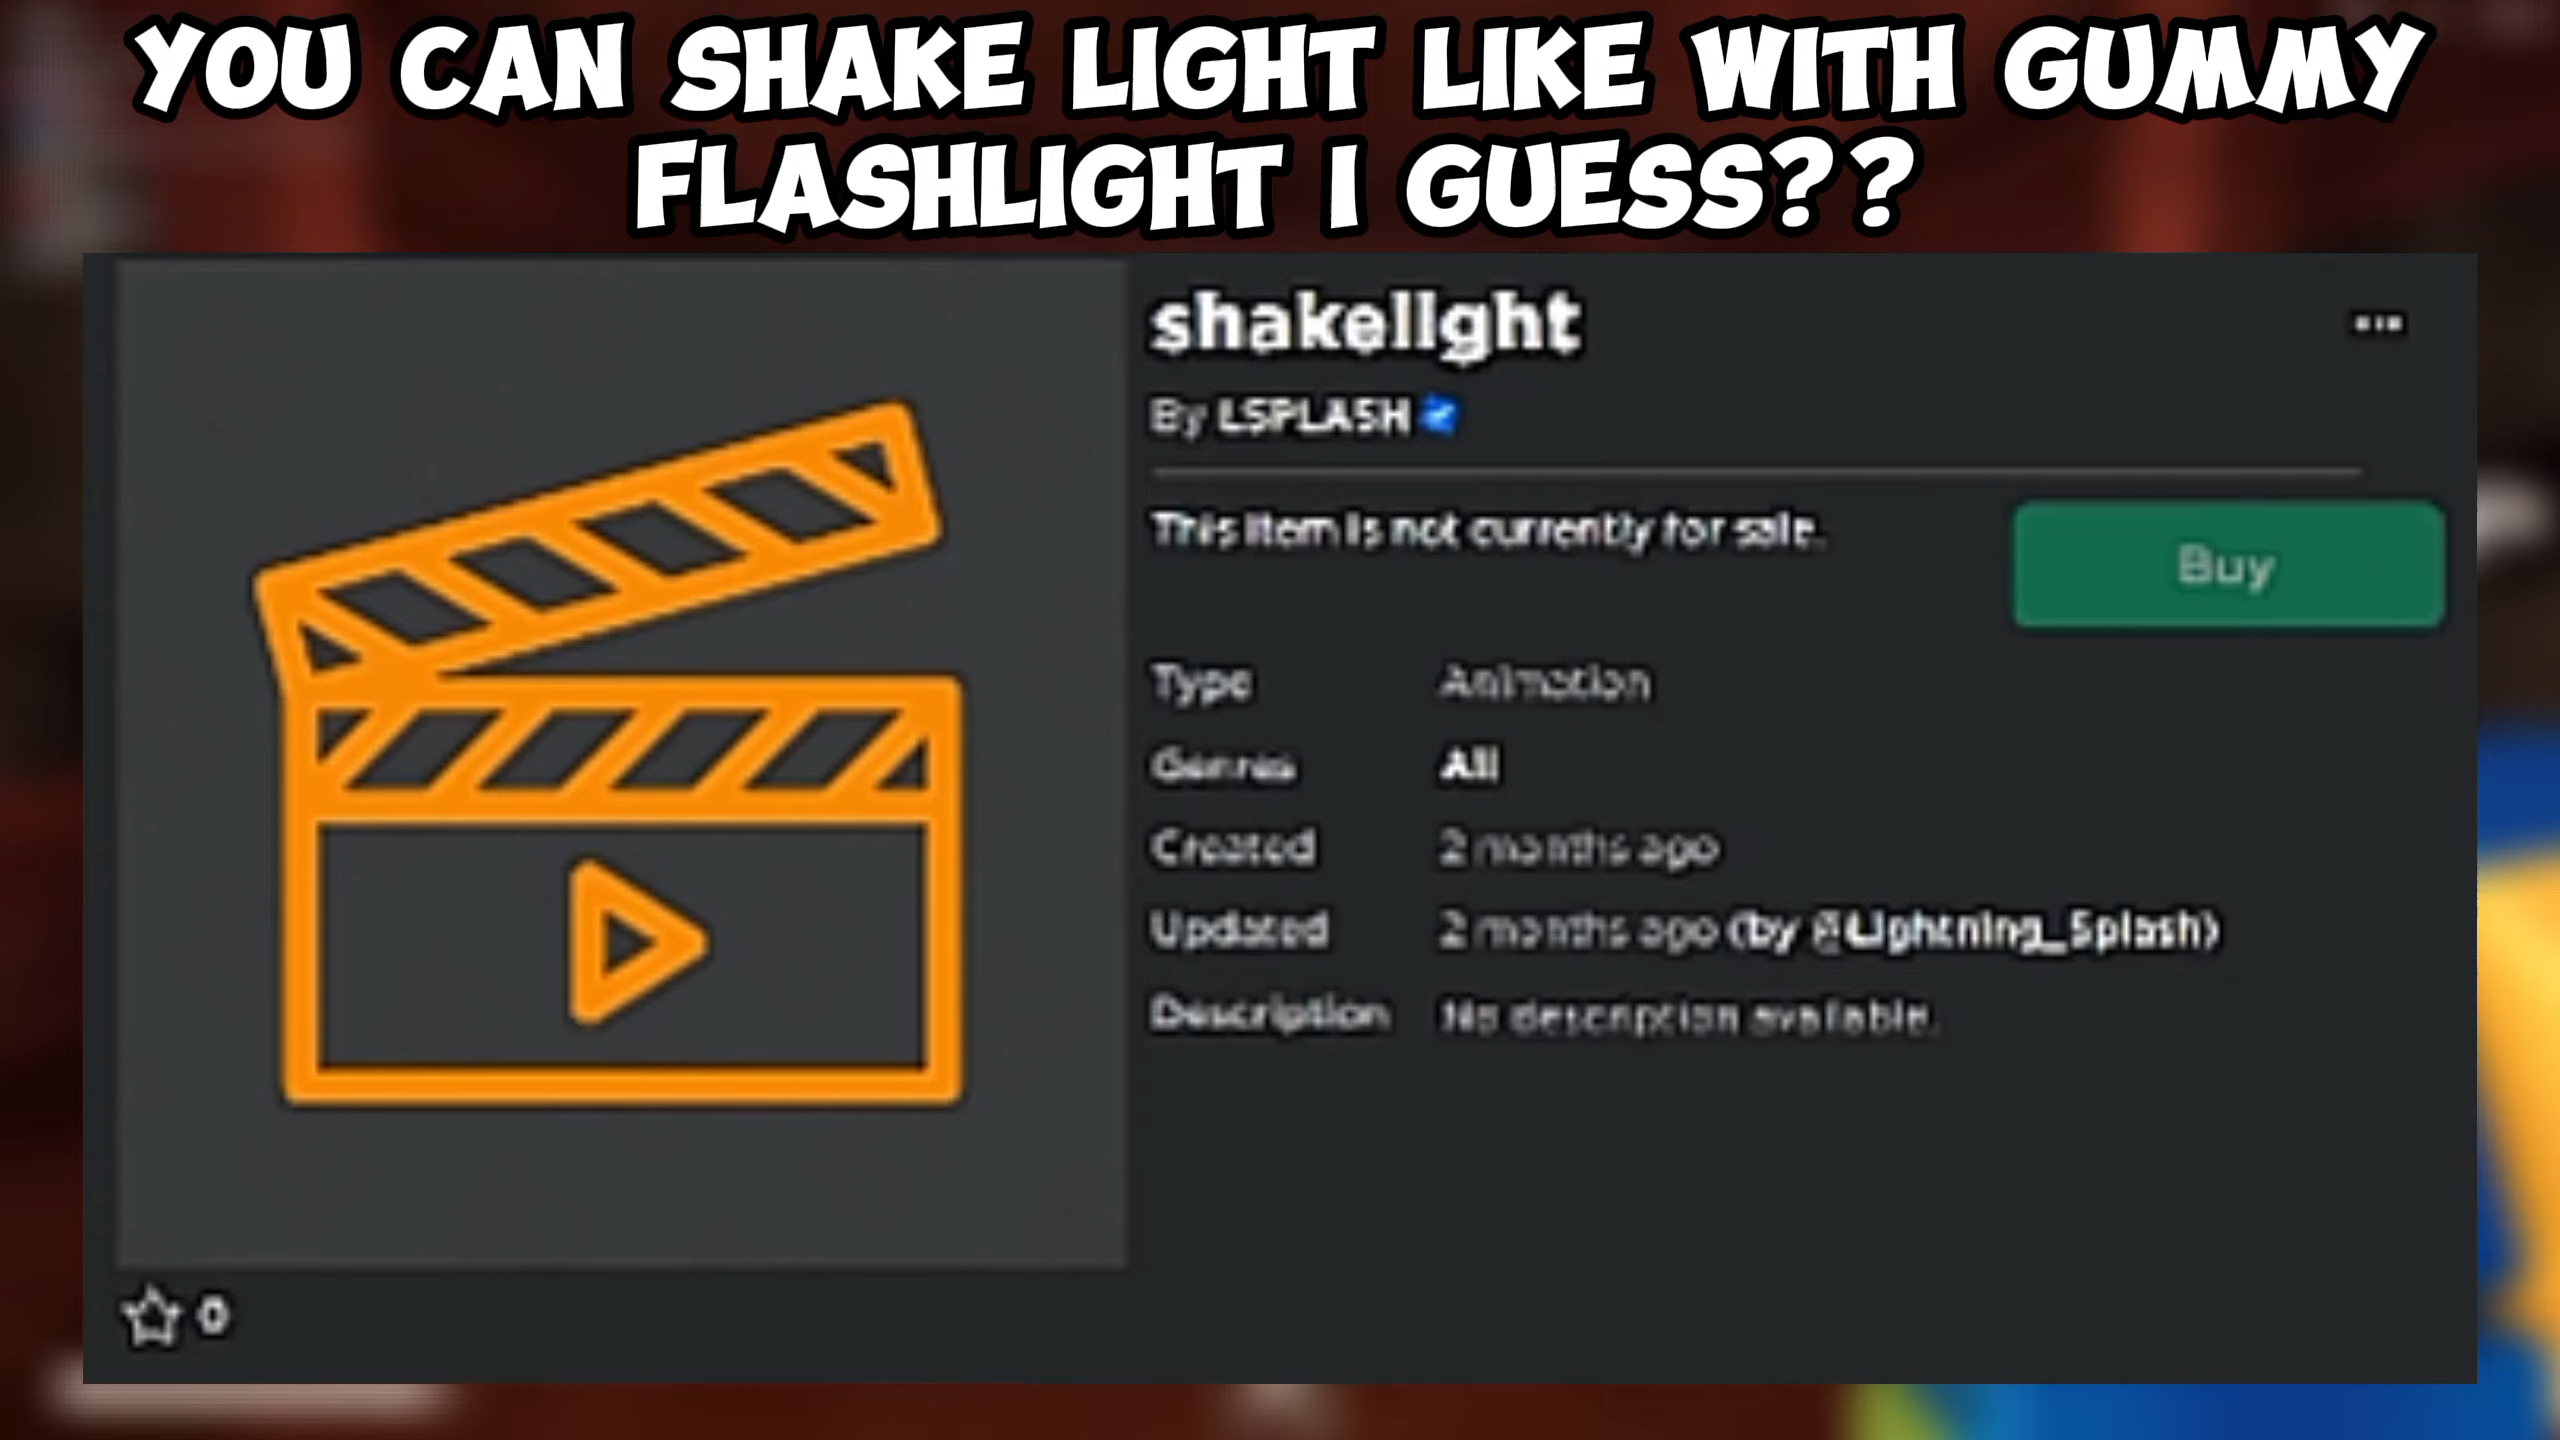 YOU CAN SHAKE LIGHT LIKE WITH GUMMY
FLASHLIGHT I GUESS??
shakelight
By LSPLASH
This item is not currently for sale.
Buy
Type Animation
Genres All
Created 2 months ago
Updated 2 months ago (by @Lightning_Splash)
Description No description available.
0